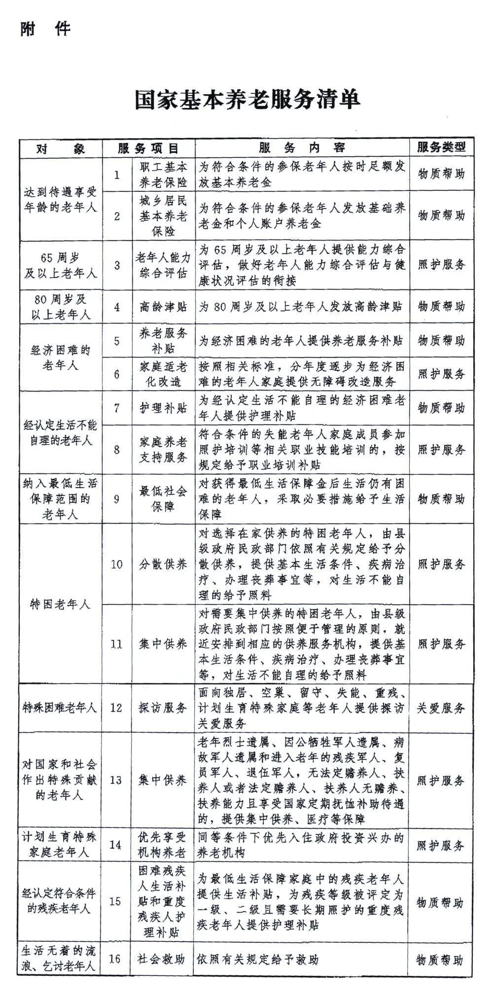 附 件
国家基本养老服务清单
对 象
服务项目
服 务 内 容
服务类型
达到待遇享受
年龄的老年人
1
职工基本
养老保险
为符合条件的参保老年人按时足额发
放基本养老金
物质帮助
2
城乡居民
基本养老
保险
为符合条件的参保老年人发放基础养
老金和个人账户养老金
物质帮助
65周岁
及以上老年人
3
老年人能力
综合评估
为65周岁及以上老年人提供能力综合
评估，做好老年人能力综合评估与健
康状况评估的衔接
照护服务
80周岁及
以上老年人
4
高龄津贴
为80周岁及以上老年人发放高龄津贴
物质帮助
经济困难的
老年人
5
养老服务
补贴
为经济困难的老年人提供养老服务补贴
物质帮助
6
家庭适老
化改造
按照相关标准，分年度逐步为经济困
难的老年人家庭提供无障碍改造服务
照护服务
经认定生活不能
自理的老年人
7
护理补贴
为经认定生活不能自理的经济困难老
年人提供护理补贴
物质帮助
8
家庭养老
支持服务
符合条件的失能老年人家庭成员参加
照护培训等相关职业技能培训的，按
规定给予职业培训补贴
照护服务
纳入最低生活
保障范围的
老年人
9
最低社会
保障
对获得最低生活保障金后生活仍有困
难的老年人，采取必要措施给予生活
保障
物质帮助
特困老年人
10
分散供养
对选择在家供养的特困老年人，由县
级政府民政部门依照有关规定给予分
散供养，提供基本生活条件、疾病治
疗、办理丧葬事宜等，对生活不能自
理的给予照料
照护服务
11
集中供养
对需要集中供养的特困老年人，由县级
政府民政部门按照便于管理的原则，就
近安排到相应的供养服务机构，提供基
本生活条件、疾病治疗、办理丧葬事宜
等，对生活不能自理的给予照料
照护服务
特殊困难老年人
12
探访服务
面向独居、空巢、留守、失能、重残、
计划生育特殊家庭等老年人提供探访
关爱服务
关爱服务
对国家和社会
作出特殊贡献
的老年人
13
集中供养
老年烈士遗属、因公牺牲军人遗属、病
故军人遗属和进入老年的残疾军人、复
员军人、退伍军人，无法定赡养人、扶
养人或者法定赡养人、扶养人无赡养、
扶养能力且享受国家定期抚恤补助待遇
的，提供集中供养、医疗等保障
照护服务
计划生育特殊
家庭老年人
14
优先享受
机构养老
同等条件下优先入住政府投资兴办的
养老机构
照护服务
经认定符合条件
的残疾老年人
15
困难残疾
人生活补
贴和重度
残疾人护
理补贴
为最低生活保障家庭中的残疾老年人
提供生活补贴，为残疾等级被评定为
一级、二级且需要长期照护的重度残
疾老年人提供护理补贴
物质帮助
生活无着的流
浪、乞讨老年人
16
社会救助
依照有关规定给予救助
物质帮助